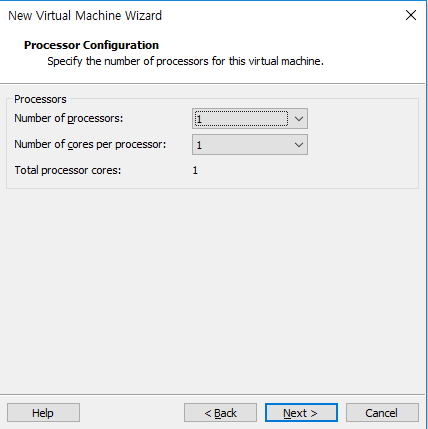 New Virtual Machine Wizard
Processor Configuration
Specify the number of processors for this virtual machine.
Processors
Number of processors: 1
Number of cores per processor: 1
Total processor cores: 1
Help < Back Next > Cancel